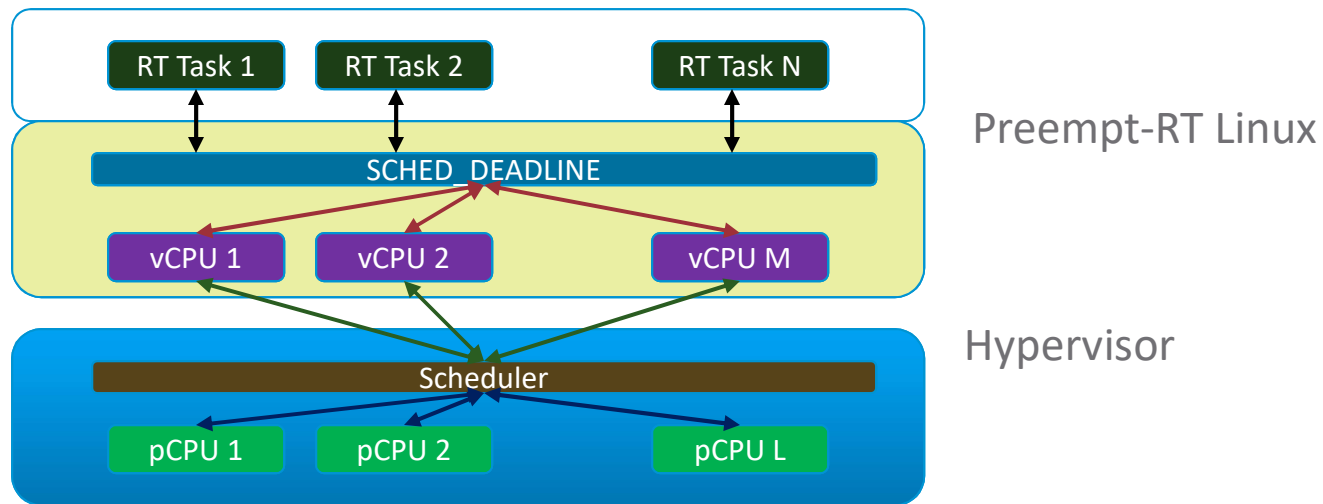 RT Task 1
RT Task 2
RT Task N
Preempt-RT Linux
SCHED_DEADLINE
vCPU 1
vCPU 2
vCPU M
Hypervisor
Scheduler
pCPU 1
pCPU 2
pCPU L